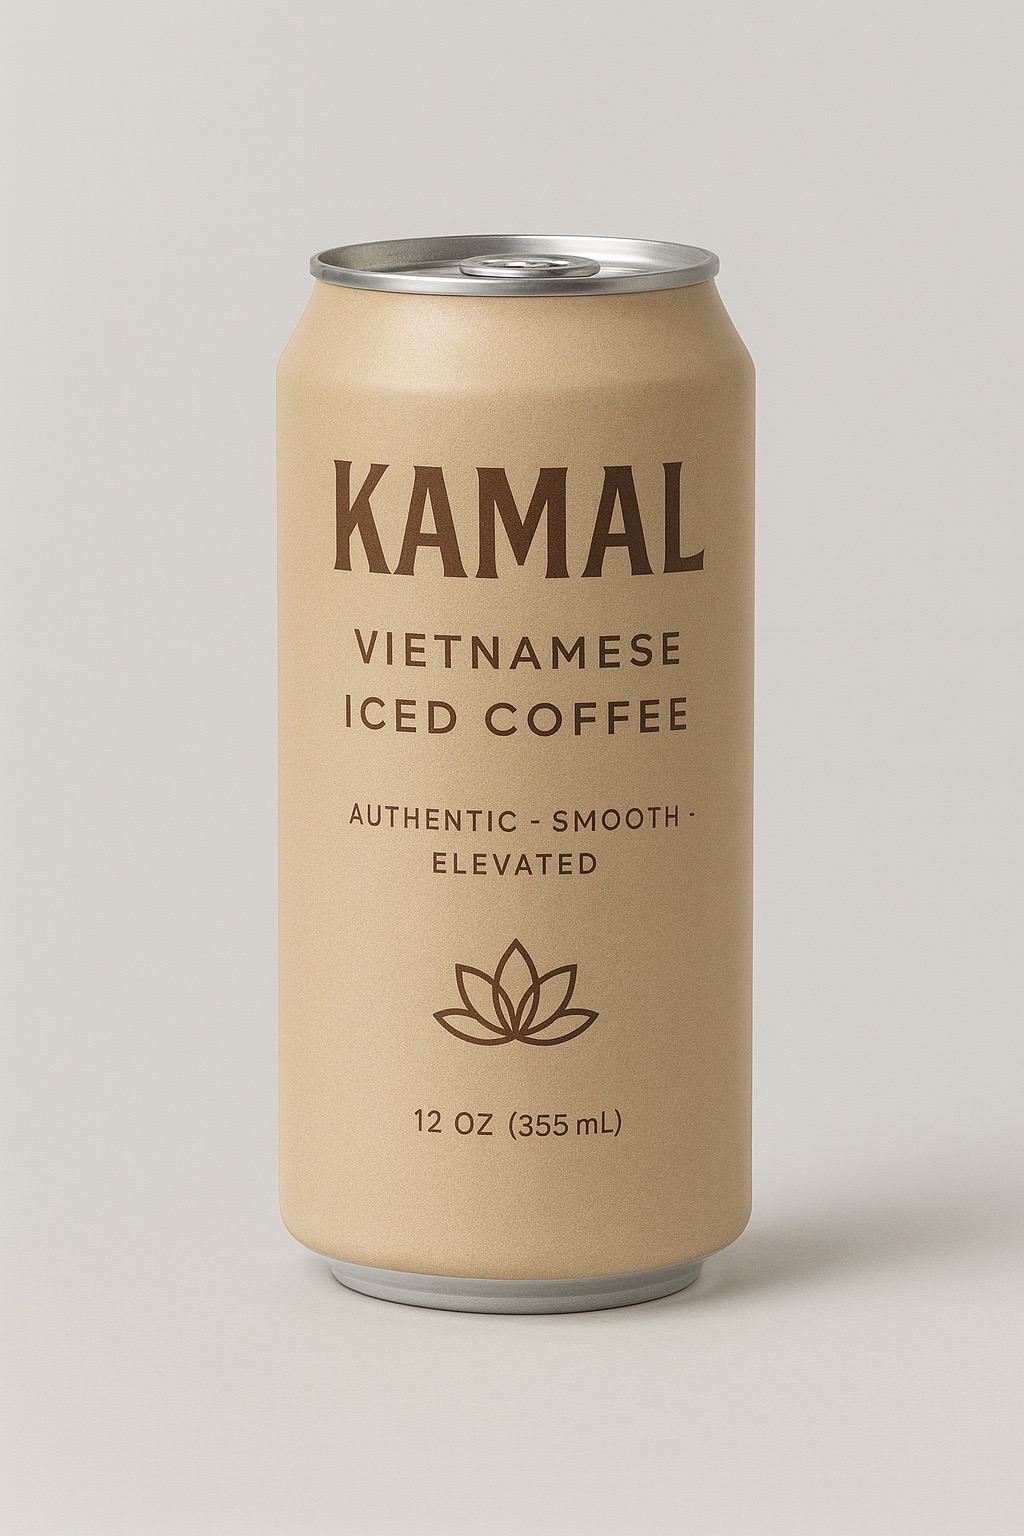 KAMAL
VIETNAMESE
ICED COFFEE
AUTHENTIC - SMOOTH -
ELEVATED
12 OZ (355 mL)